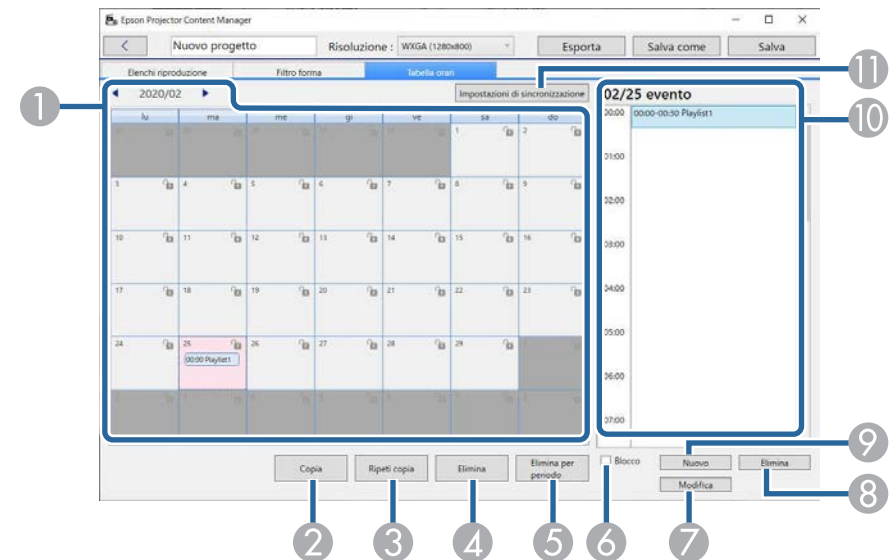 Epson Projector Content Manager
Nuovo progetto Risoluzione : WXGA (1280x800) Esporta Salva come Salva
Elenchi riproduzione Filtro forma Tabella orari
2020/02 Impostazioni di sincronizzazione 02/25 evento
lu ma me gi ve sa do
00:00 00:00-00:30 Playlist1
1 2
01:00
3 4 5 6 7 8 9
02:00
10 11 12 13 14 15 16
03:00
17 18 19 20 21 22 23
04:00
05:00
24 25 26 27 28 29
00:00 Playlist1
06:00
07:00
Copia Ripeti copia Elimina Elimina per periodo
Blocco Nuovo Elimina
Modifica
1
2
3
4
5
6
7
8
9
10
11